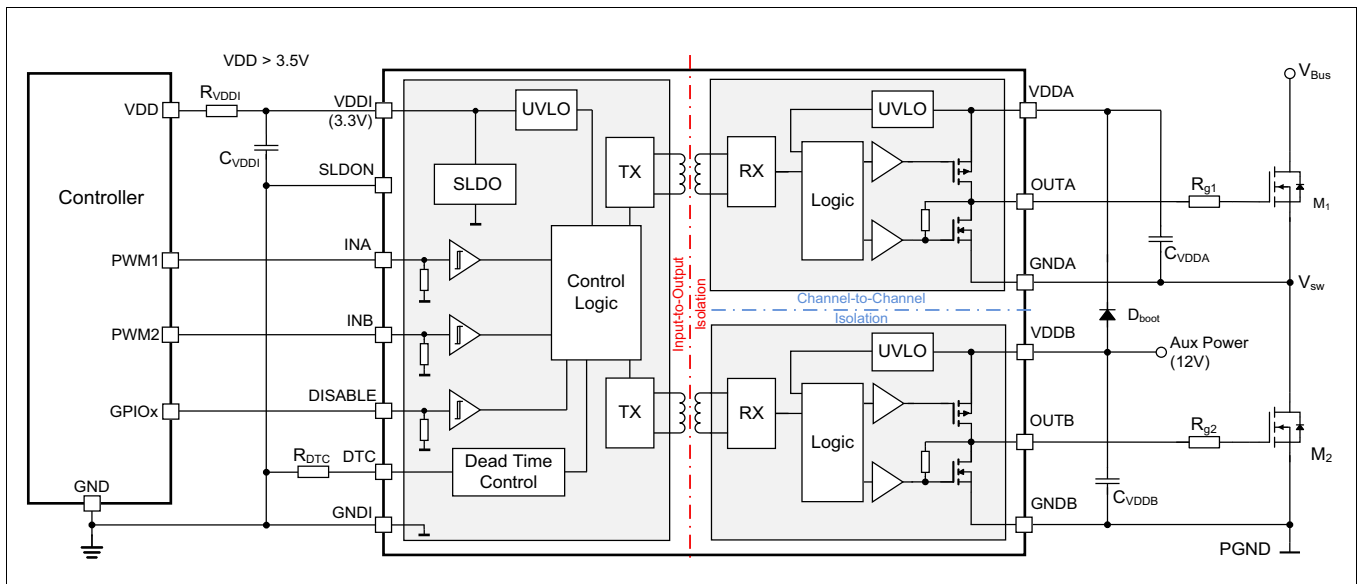 VDD > 3.5V
Controller
VDD
PWM1
PWM2
GPIOx
GND
RVDDI
CVDDI
RDTC
VDDI
(3.3V)
SLDON
INA
INB
DISABLE
DTC
GNDI
UVLO
SLDO
Control
Logic
Dead Time
Control
TX
TX
Input-to-Output
Isolation
Channel-to-Channel
Isolation
RX
UVLO
Logic
RX
UVLO
Logic
VDDA
OUTA
GNDA
VDDB
OUTB
GNDB
VBus
Rg1
M1
CVDDA
Vsw
Dboot
Aux Power
(12V)
Rg2
M2
CVDDB
PGND